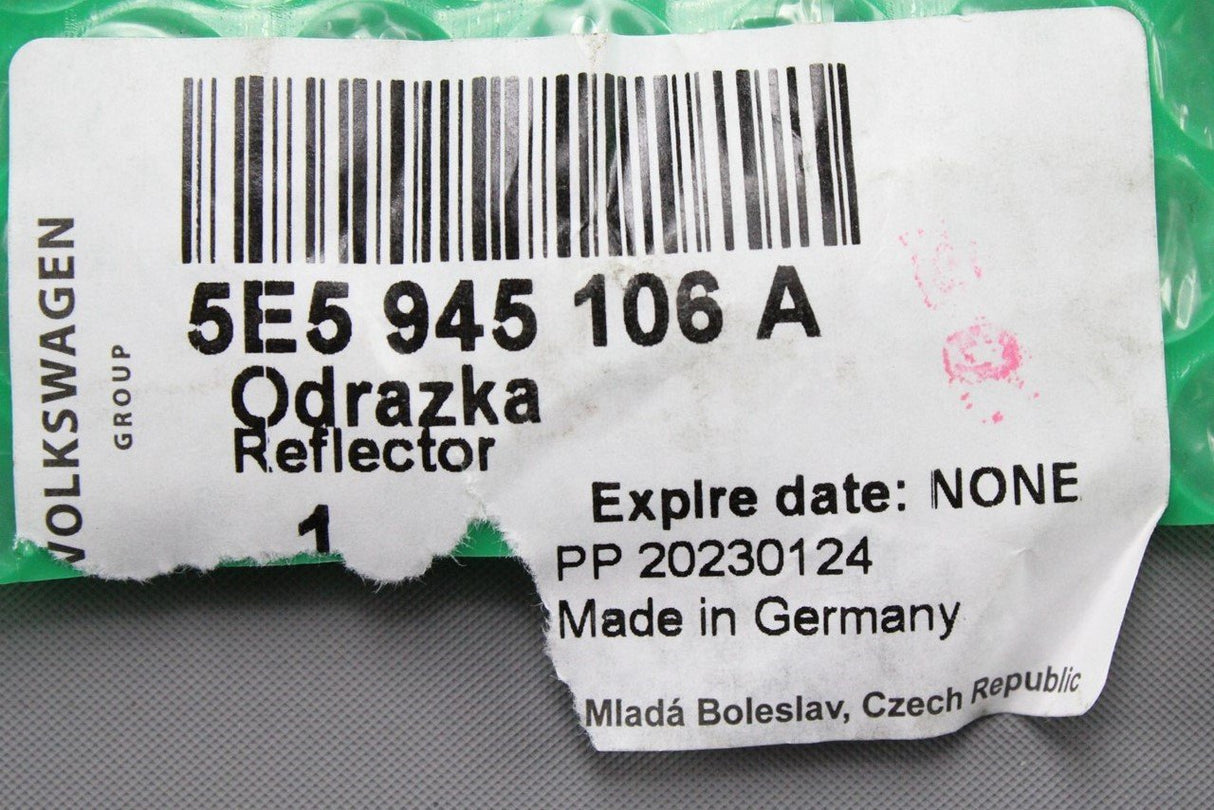 VOLKSWAGEN
GROUP
5E5 945 106 A
Odrazka
Reflector
1
ExpIre date: NONE
PP 20230124
Made in Germany
Mladá Boleslav, Czech Republic